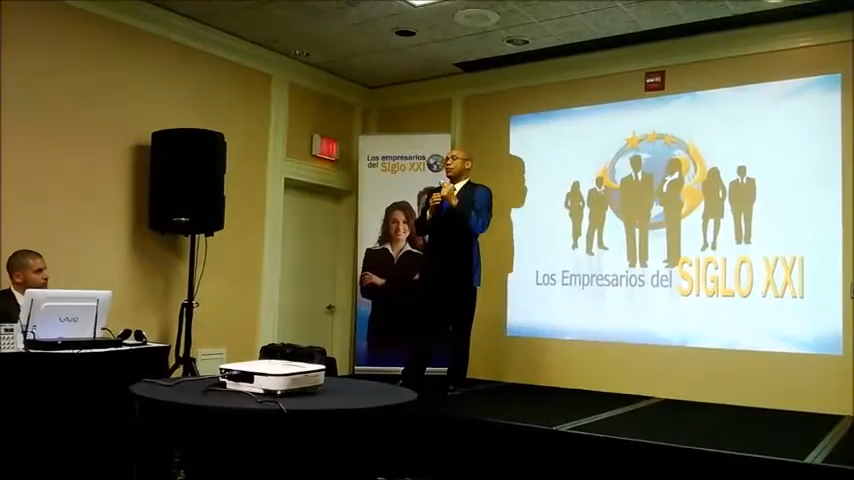 Los empresarios
del Siglo XXI
Los Empresarios del SIGLO XXI
VAIO